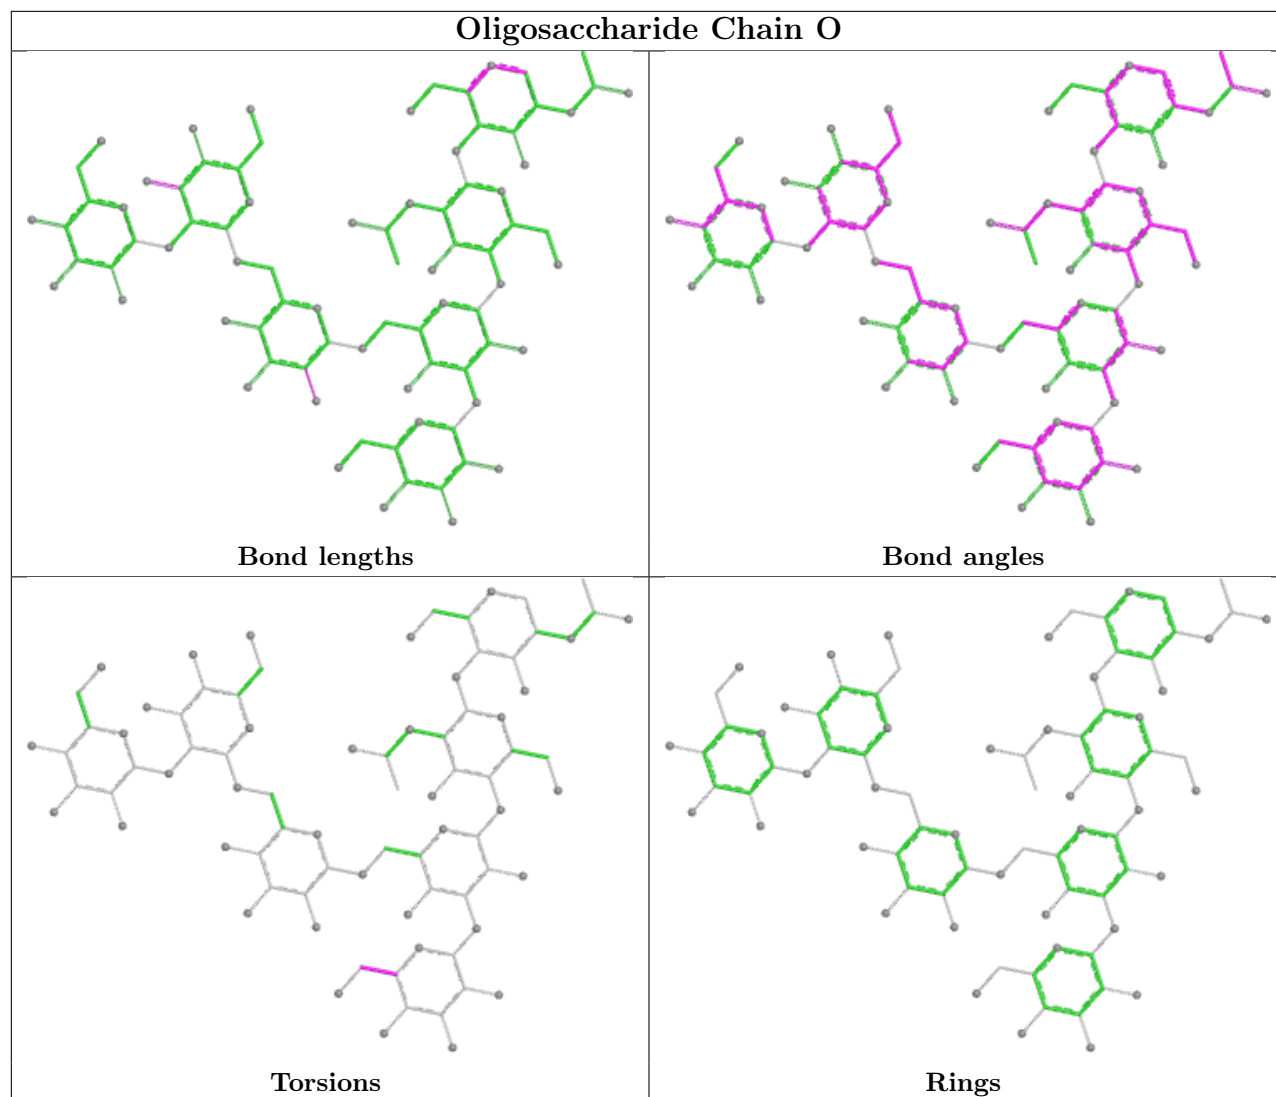 Oligosaccharide Chain O
Bond lengths
Bond angles
Torsions
Rings